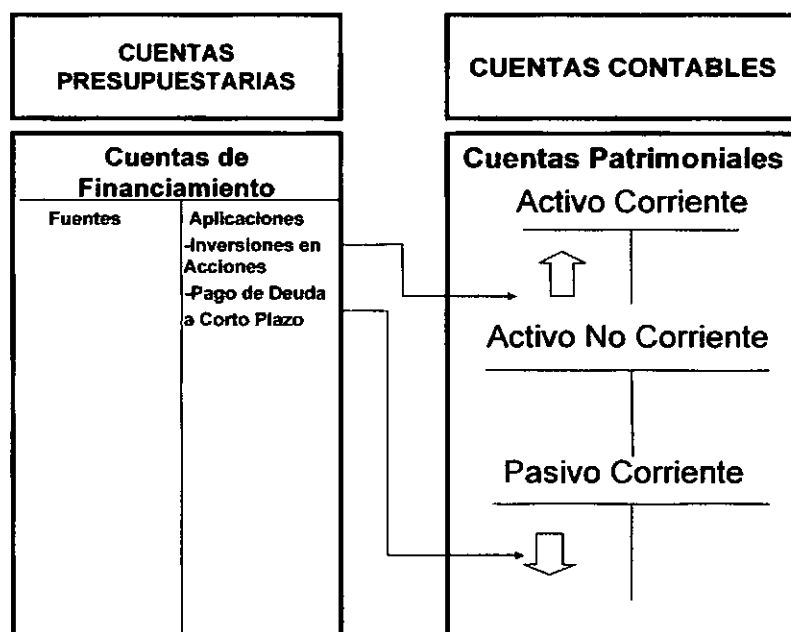 CUENTAS
PRESUPUESTARIAS
CUENTAS CONTABLES
Cuentas de
Financiamiento
Fuentes
Aplicaciones
-Inversiones en
Acciones
-Pago de Deuda
a Corto Plazo
Cuentas Patrimoniales
Activo Corriente
Activo No Corriente
Pasivo Corriente